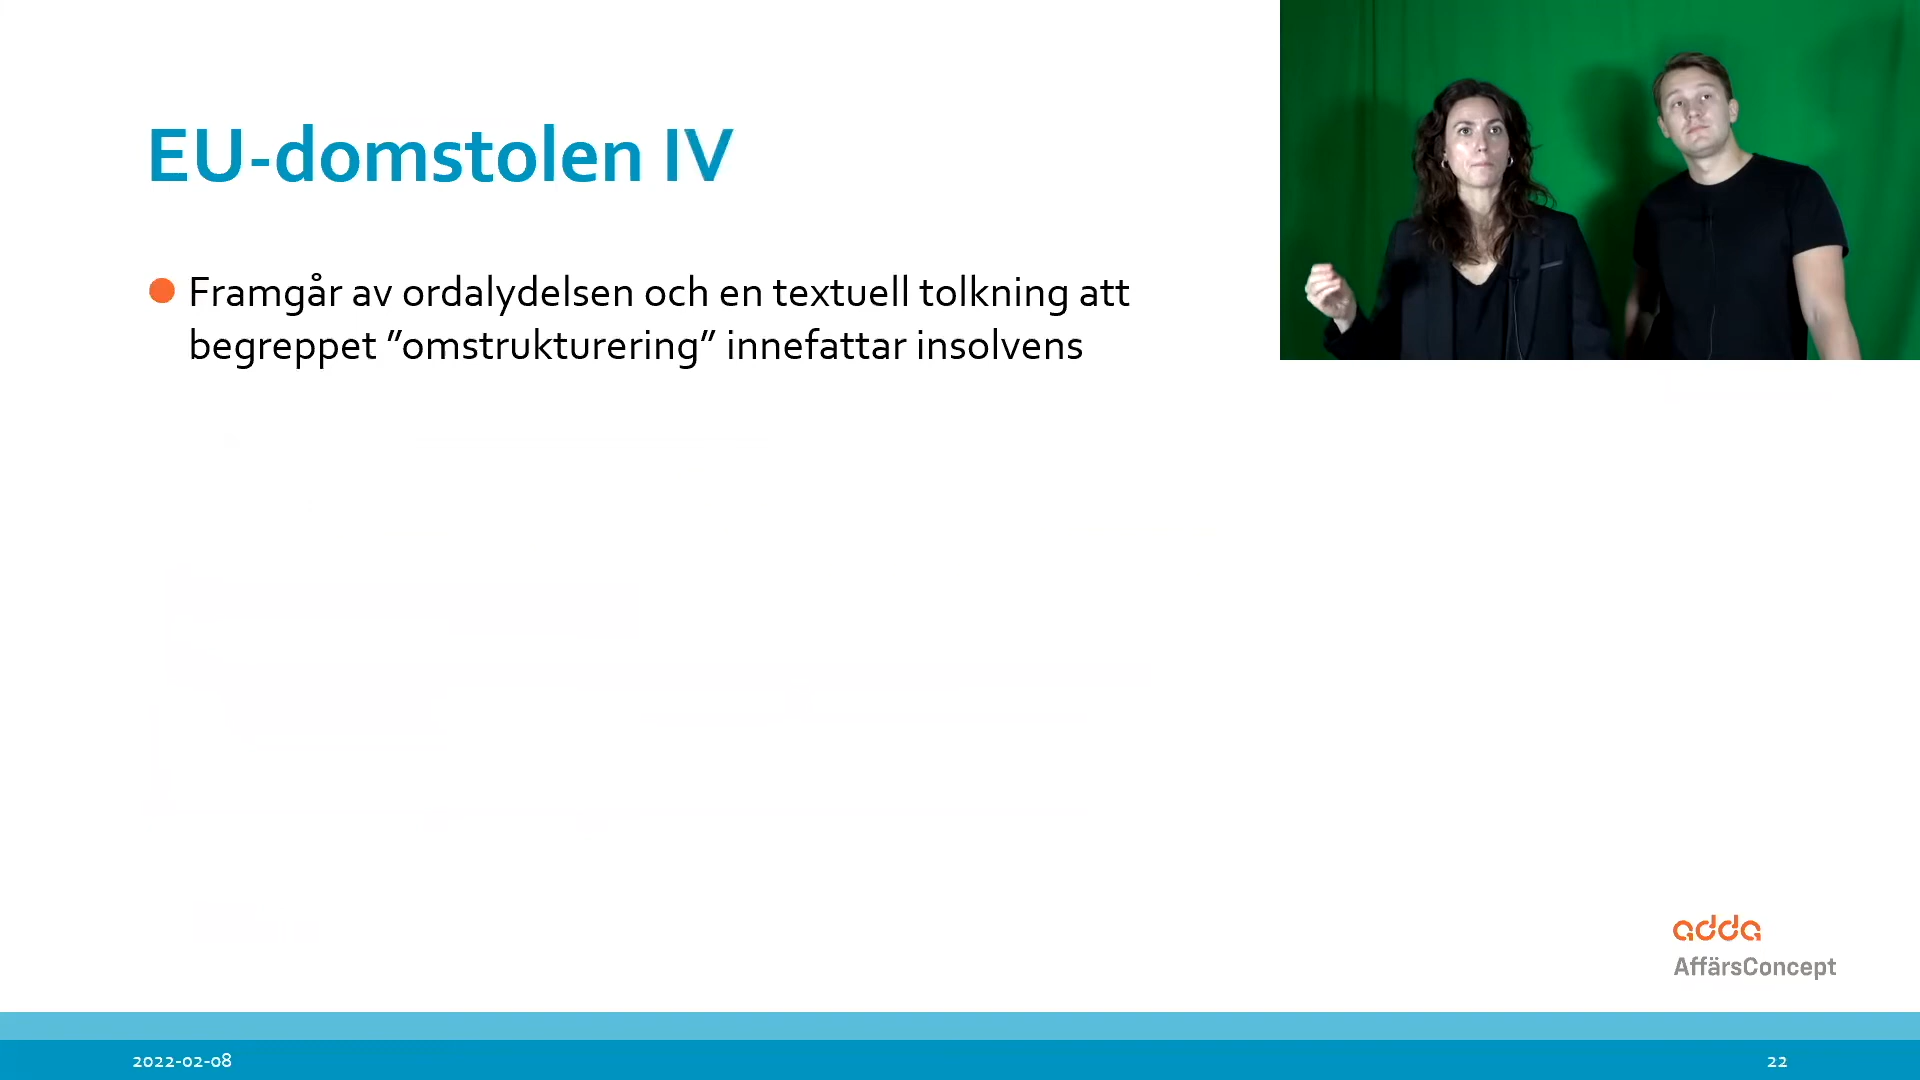 EU-domstolen IV
Framgår av ordalydelsen och en textuell tolkning att
begreppet ”omstrukturering” innefattar insolvens
adda
AffärsConcept
2022-02-08
22